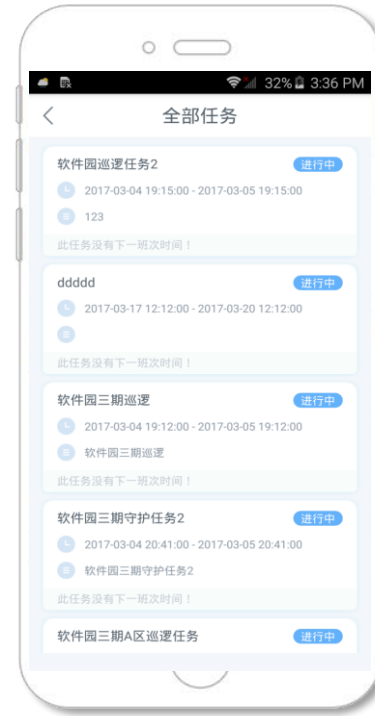 32% 3:36 PM
全部任务
软件园巡逻任务2 进行中
2017-03-04 19:15:00 - 2017-03-05 19:15:00
123
此任务没有下一班次时间！
ddddd 进行中
2017-03-17 12:12:00 - 2017-03-20 12:12:00
此任务没有下一班次时间！
软件园三期巡逻 进行中
2017-03-04 19:12:00 - 2017-03-05 19:12:00
软件园三期巡逻
此任务没有下一班次时间！
软件园三期守护任务2 进行中
2017-03-04 20:41:00 - 2017-03-05 20:41:00
软件园三期守护任务2
此任务没有下一班次时间！
软件园三期A区巡逻任务 进行中